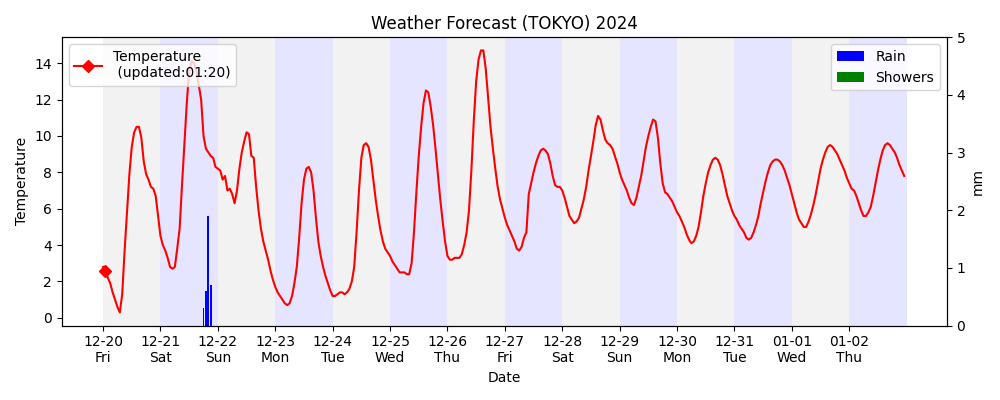 Weather Forecast (TOKYO) 2024
Temperature
(updated:01:20)
Rain
Showers
Temperature
14
12
10
8
6
4
2
0
5
4
3
2
1
0
mm
12-20 12-21 12-22 12-23 12-24 12-25 12-26 12-27 12-28 12-29 12-30 12-31 01-01 01-02
Fri Sat Sun Mon Tue Wed Thu Fri Sat Sun Mon Tue Wed Thu
Date